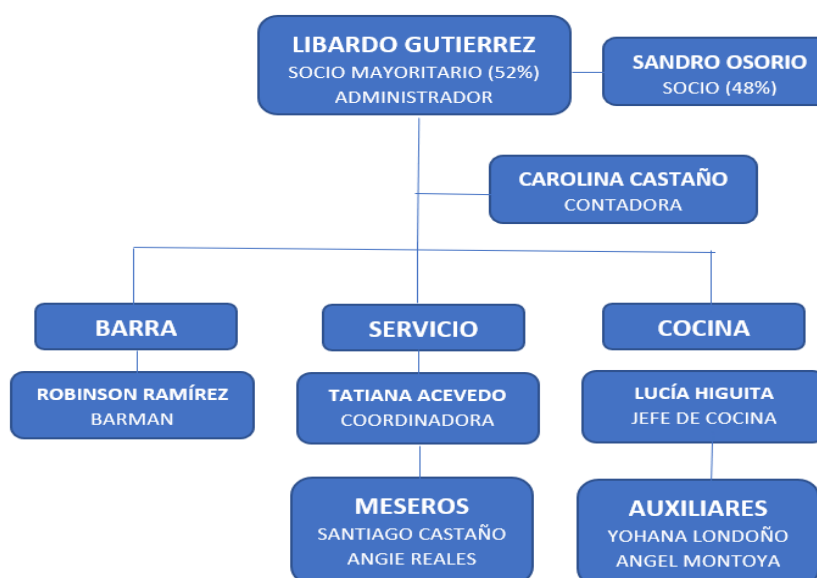 LIBARDO GUTIERREZ
SOCIO MAYORITARIO (52%)
ADMINISTRADOR
SANDRO OSORIO
SOCIO (48%)
CAROLINA CASTAÑO
CONTADORA
BARRA
SERVICIO
COCINA
ROBINSON RAMÍREZ
BARMAN
TATIANA ACEVEDO
COORDINADORA
LUCÍA HIGUITA
JEFE DE COCINA
MESEROS
SANTIAGO CASTAÑO
ANGIE REALES
AUXILIARES
YOHANA LONDOÑO
ANGEL MONTOYA